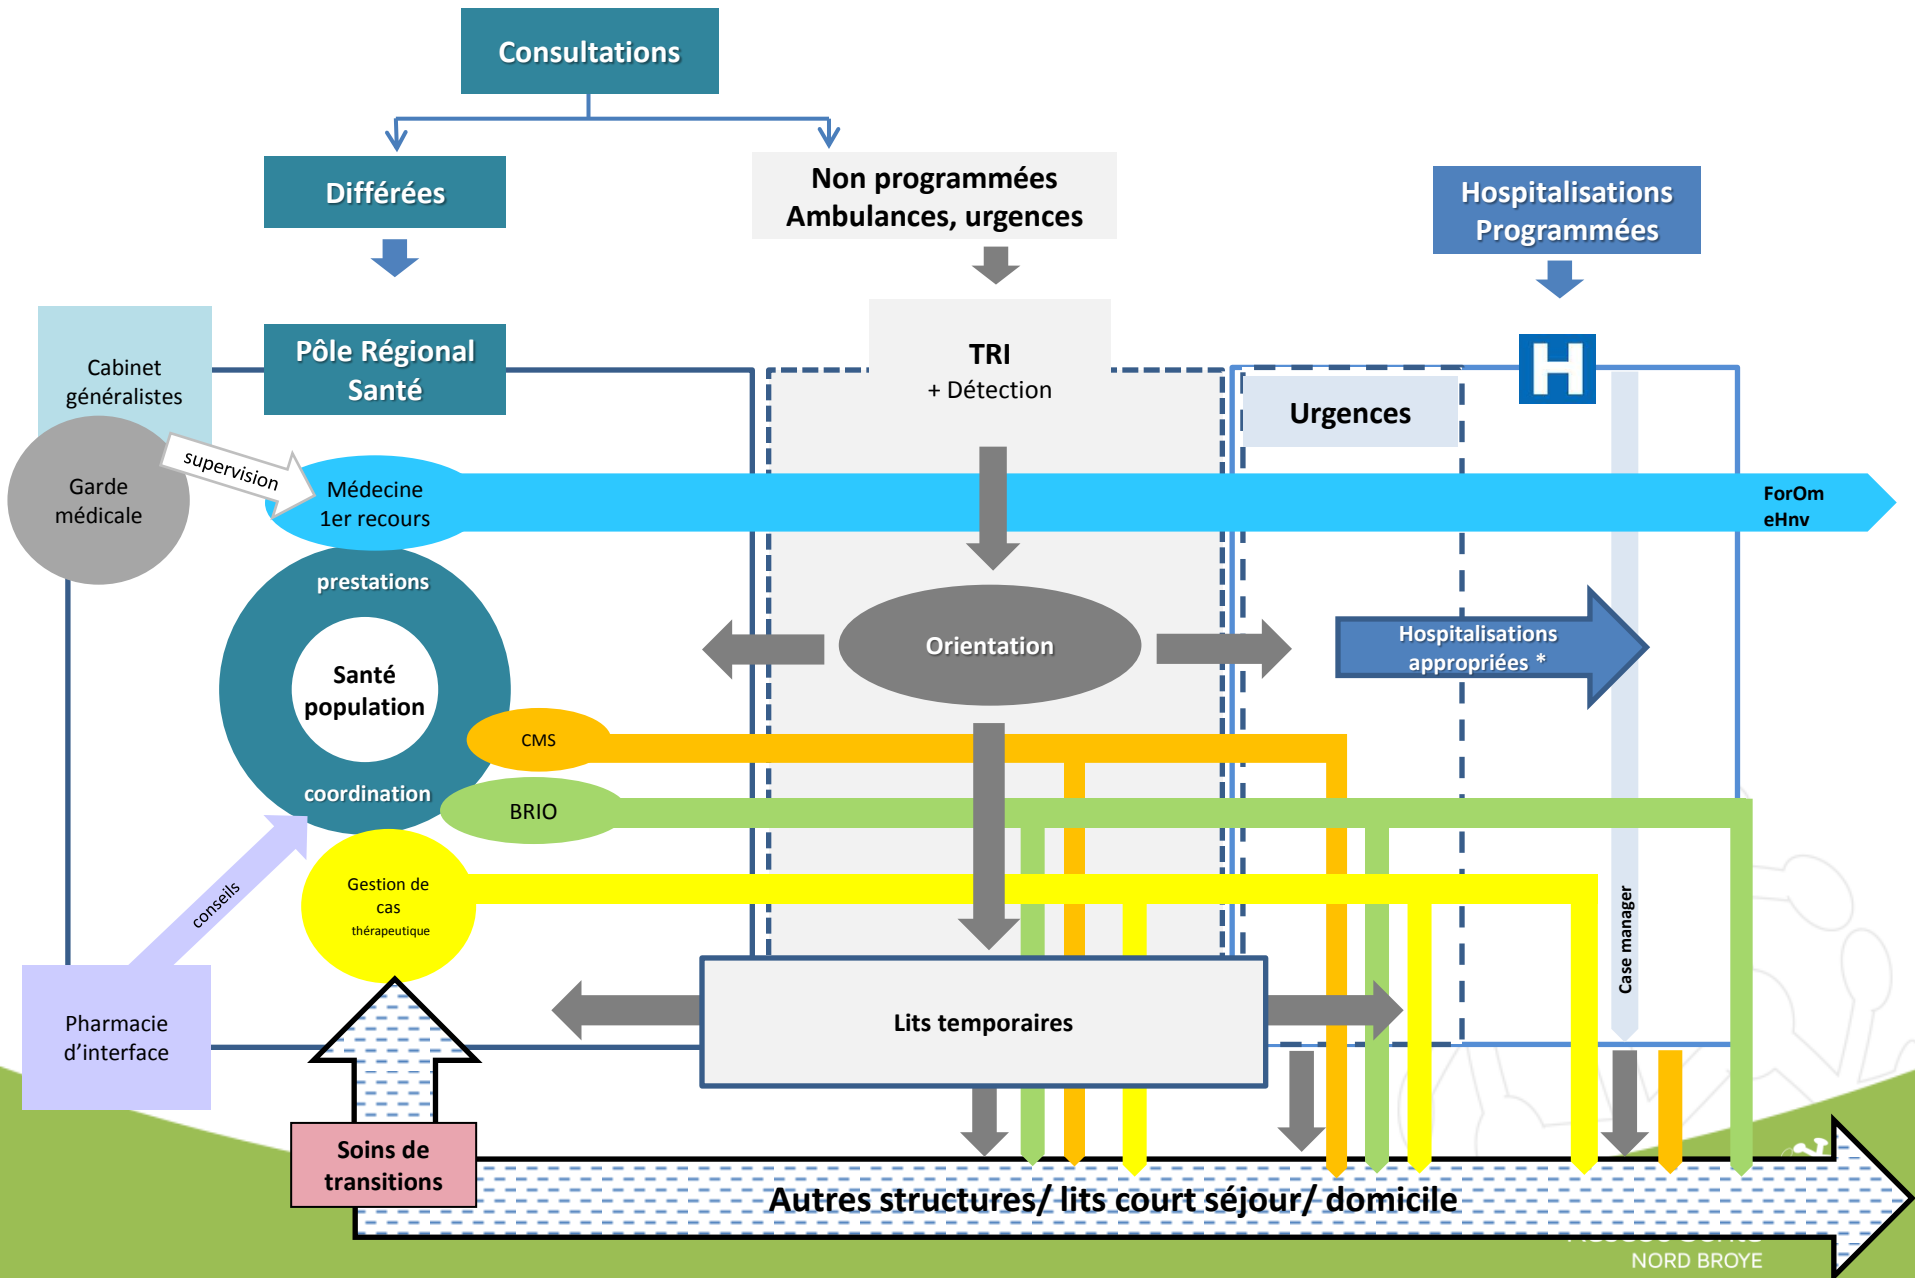 Consultations
Différées
Non programmées
Ambulances, urgences
Hospitalisations
Programmées
Cabinet
généralistes
Pôle Régional
Santé
TRI
+ Détection
H
Urgences
Garde
médicale
supervision
Médecine
1er recours
ForOm
eHnv
prestations
Santé
population
coordination
Orientation
Hospitalisations
appropriées *
CMS
BRIO
Gestion de
cas
thérapeutique
conseils
Case manager
Pharmacie
d'interface
Lits temporaires
Soins de
transitions
Autres structures/ lits court séjour/ domicile
NORD BROYE